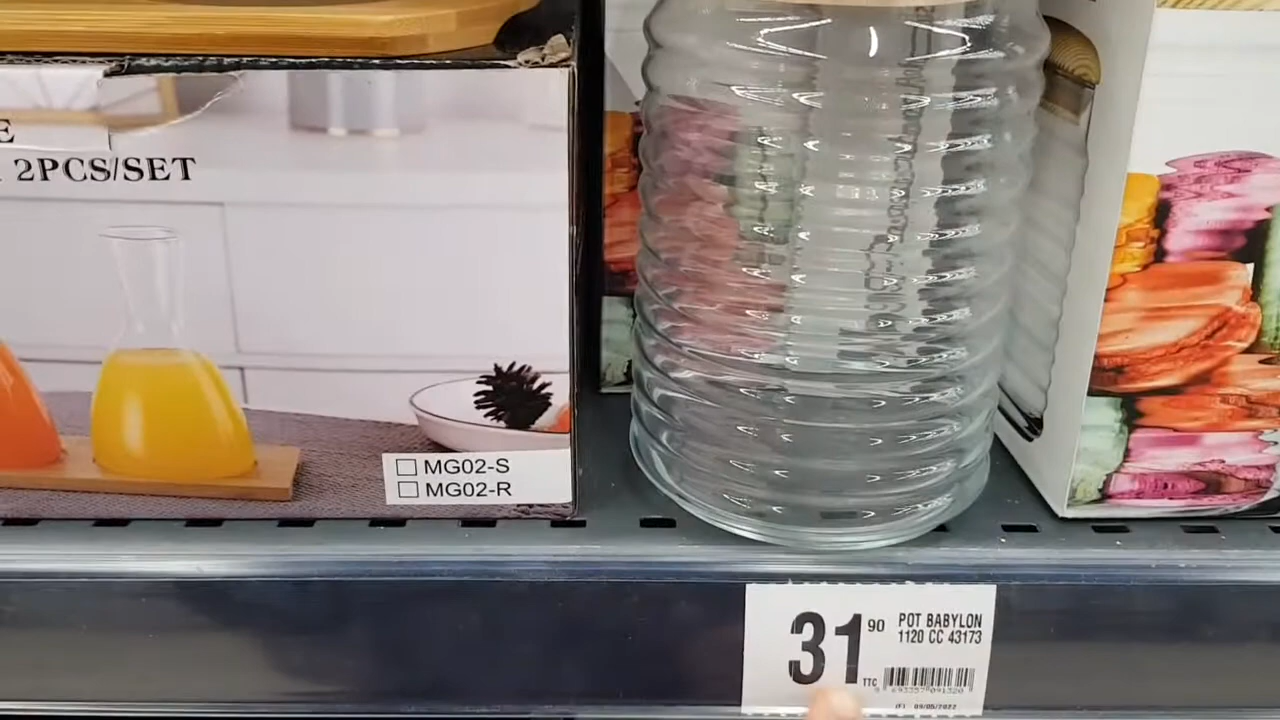 E
2PCS/SET
MG02-S
MG02-R
31 90
TTC
POT BABYLON
1120 CC 43173
09/05/2022